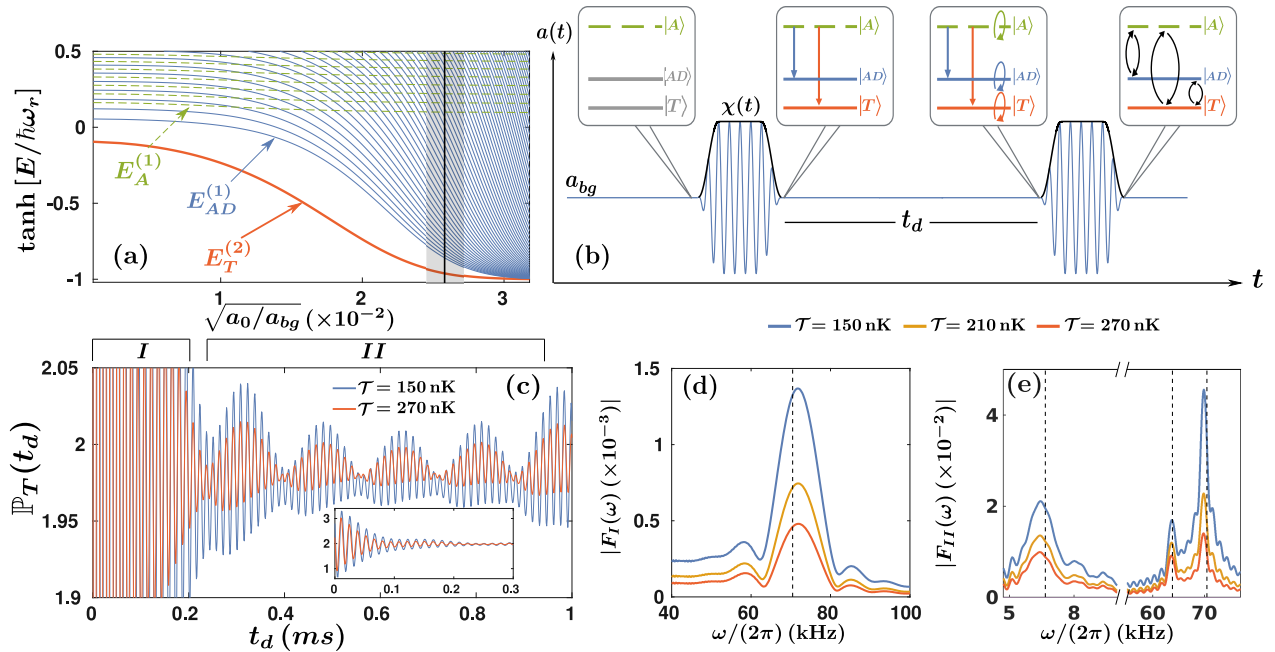 0.5
0
-0.5
-1
tanh [E/ℏω_r]
E_A^(1)
E_AD^(1)
E_T^(2)
(a)
1
2
3
√a_0/a_bg (×10^-2)
a(t)
|A⟩
|AD⟩
|T⟩
χ(t)
|A⟩
|AD⟩
|T⟩
|A⟩
|AD⟩
|T⟩
|A⟩
|AD⟩
|T⟩
a_bg
t_d
(b)
t
I
II
2.05
2
1.95
1.9
ℙ_T(t_d)
(c)
𝒯 = 150 nK
𝒯 = 270 nK
3
2
1
0
0.1
0.2
0.3
0
0.2
0.4
0.6
0.8
1
t_d (ms)
𝒯 = 150 nK
𝒯 = 210 nK
𝒯 = 270 nK
(d)
1.5
1.0
0.5
0
|F_I(ω)| (×10^-3)
40
60
80
100
ω/(2π) (kHz)
(e)
4
2
0
|F_II(ω)| (×10^-2)
5
8
60
70
ω/(2π) (kHz)